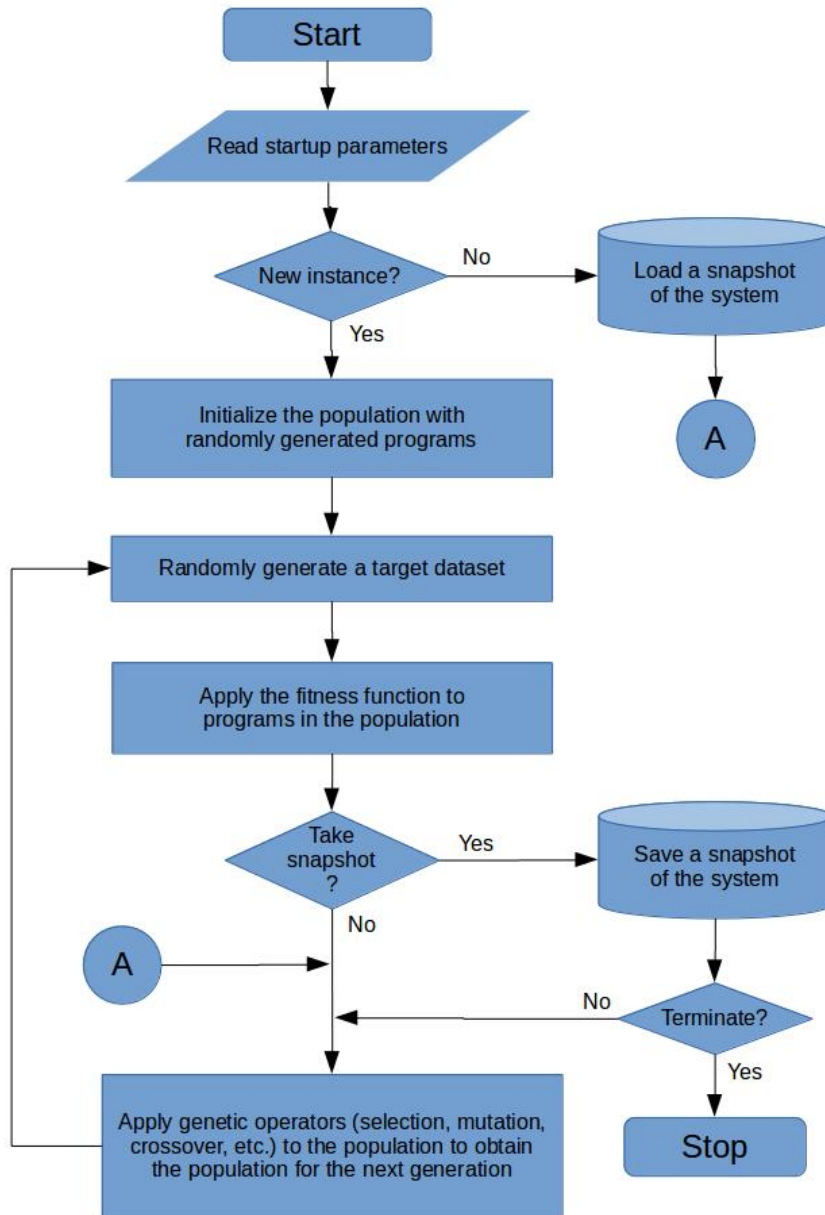 Start
Read startup parameters
New instance?
No
Load a snapshot
of the system
Yes
A
Initialize the population with
randomly generated programs
Randomly generate a target dataset
Apply the fitness function to
programs in the population
Take
snapshot
?
Yes
Save a snapshot
of the system
No
A
No
Terminate?
Yes
Apply genetic operators (selection, mutation,
crossover, etc.) to the population to obtain
the population for the next generation
Stop